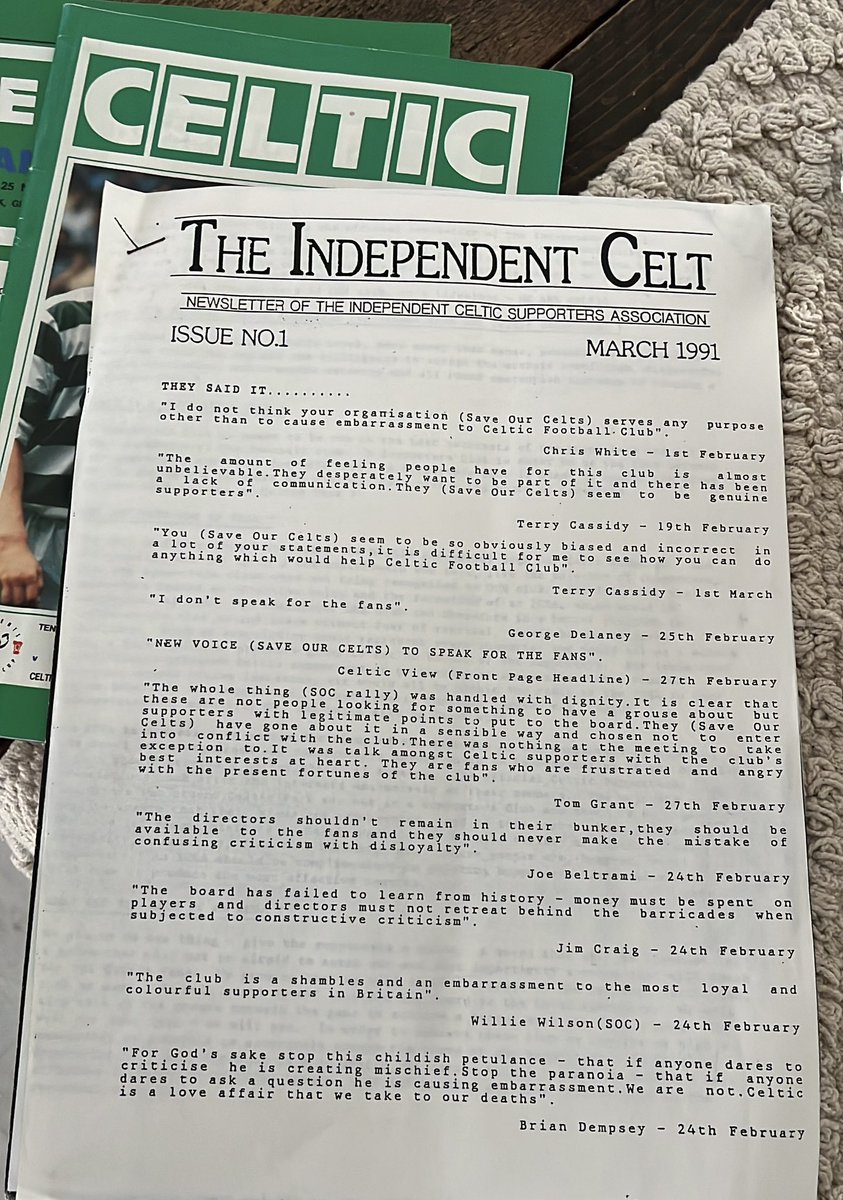 CELTIC
THE INDEPENDENT CELT
NEWSLETTER OF THE INDEPENDENT CELTIC SUPPORTERS ASSOCIATION
ISSUE NO.1
MARCH 1991
THEY SAID IT..........
"I do not think your organisation (Save Our Celts) serves any purpose
other than to cause embarrassment to Celtic Football Club".
Chris White - 1st February
"The amount of feeling people have for this club is almost
unbelievable.They desperately want to be part of it and there has been
a lack of communication.They (Save Our Celts) seem to be genuine
supporters".
Terry Cassidy - 19th February
"You (Save Our Celts) seem to be so obviously biased and incorrect in
a lot of your statements,it is difficult for me to see how you can do
anything which would help Celtic Football Club".
Terry Cassidy - 1st March
"I don't speak for the fans".
George Delaney - 25th February
"NEW VOICE (SAVE OUR CELTS) TO SPEAK FOR THE FANS".
Celtic View (Front Page Headline) - 27th February
"The whole thing (SOC rally) was handled with dignity.It is clear that
these are not people looking for something to have a grouse about but
supporters with legitimate points to put to the board.They (Save Our
Celts) have gone about it in a sensible way and chosen not to enter
into conflict with the club.There was nothing at the meeting to take
exception to.It was talk amongst Celtic supporters with the club's
best interests at heart. They are fans who are frustrated and angry
with the present fortunes of the club".
Tom Grant - 27th February
"The directors shouldn't remain in their bunker,they should be
available to the fans and they should never make the mistake of
confusing criticism with disloyalty".
Joe Beltrami - 24th February
"The board has failed to learn from history - money must be spent on
players and directors must not retreat behind the barricades when
subjected to constructive criticism".
Jim Craig - 24th February
"The club is a shambles and an embarrassment to the most loyal and
colourful supporters in Britain".
Willie Wilson(SOC) - 24th February
"For God's sake stop this childish petulance - that if anyone dares to
criticise he is creating mischief.Stop the paranoia - that if anyone
dares to ask a question he is causing embarrassment.We are not.Celtic
is a love affair that we take to our deaths".
Brian Dempsey - 24th February